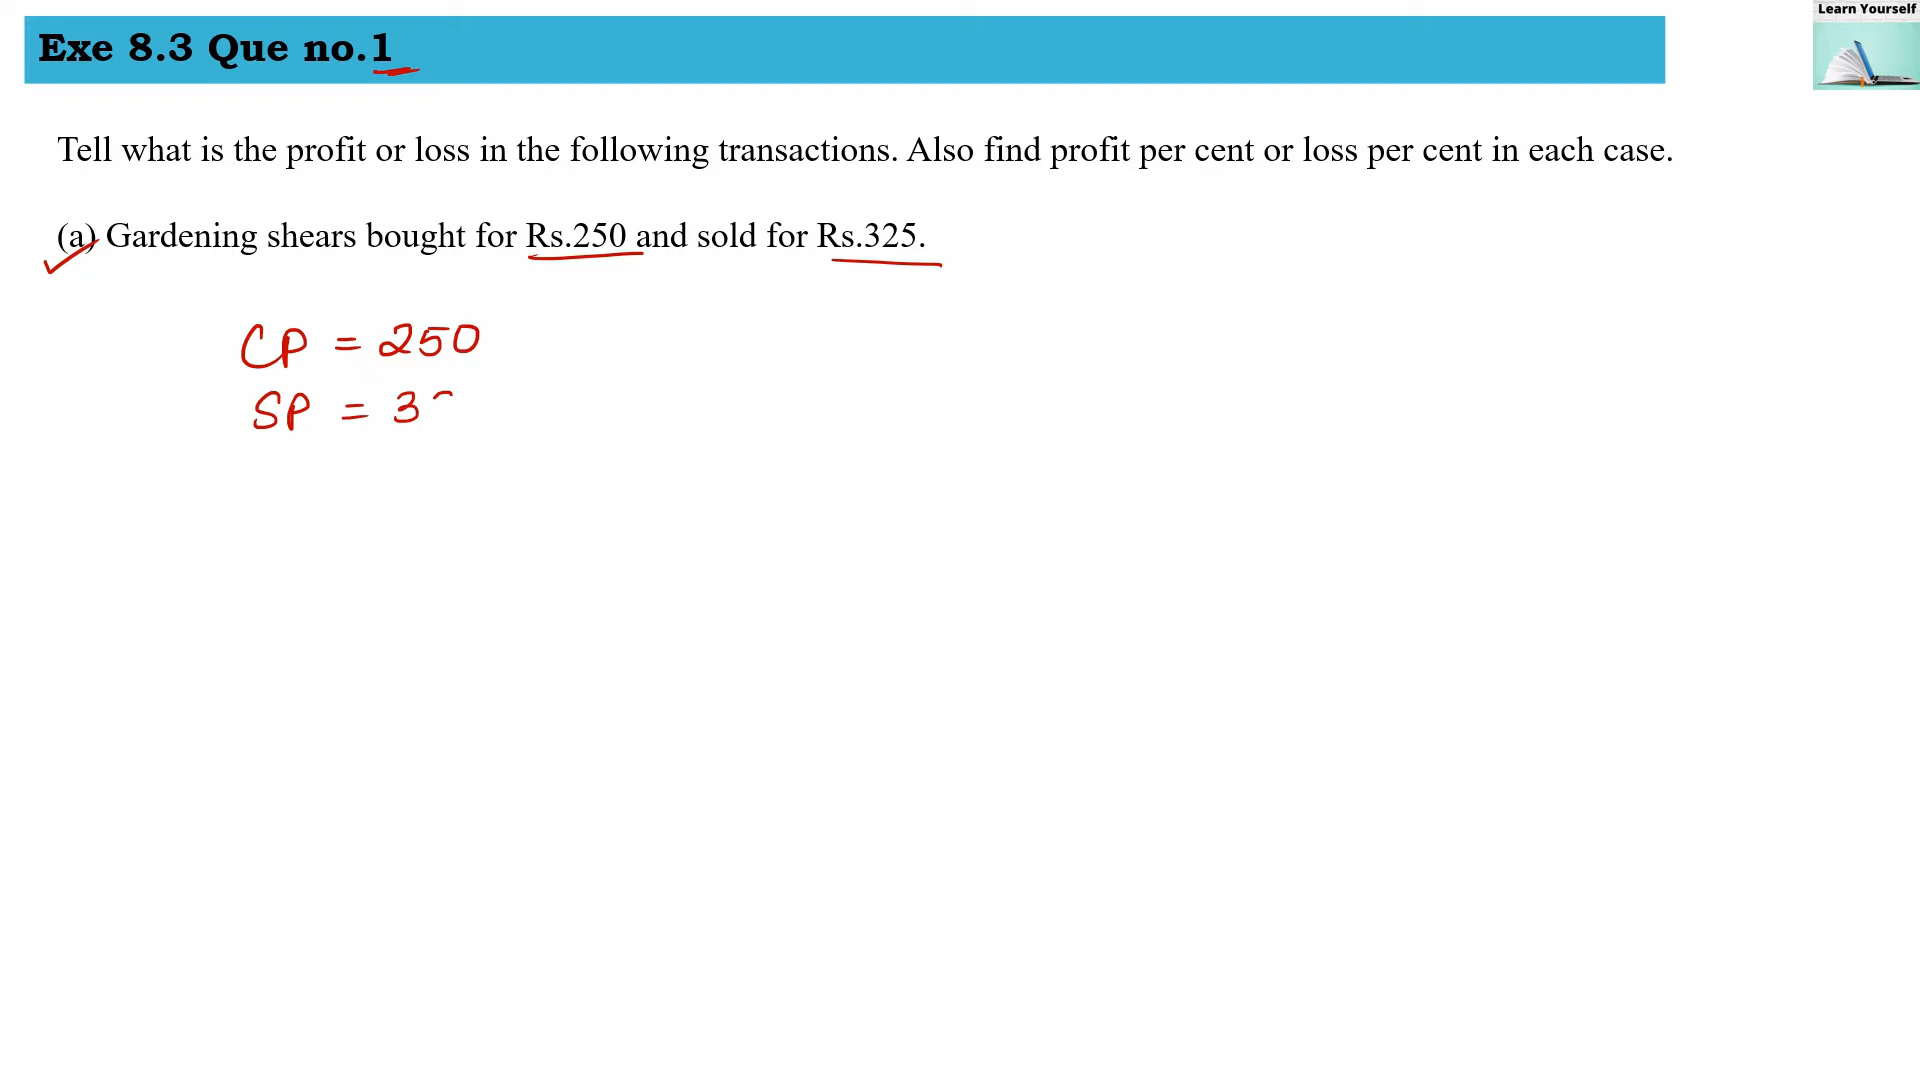 Learn Yourself
Exe 8.3 Que no.1
Tell what is the profit or loss in the following transactions. Also find profit per cent or loss per cent in each case.
(a) Gardening shears bought for Rs.250 and sold for Rs.325.
CP = 250
SP = 3